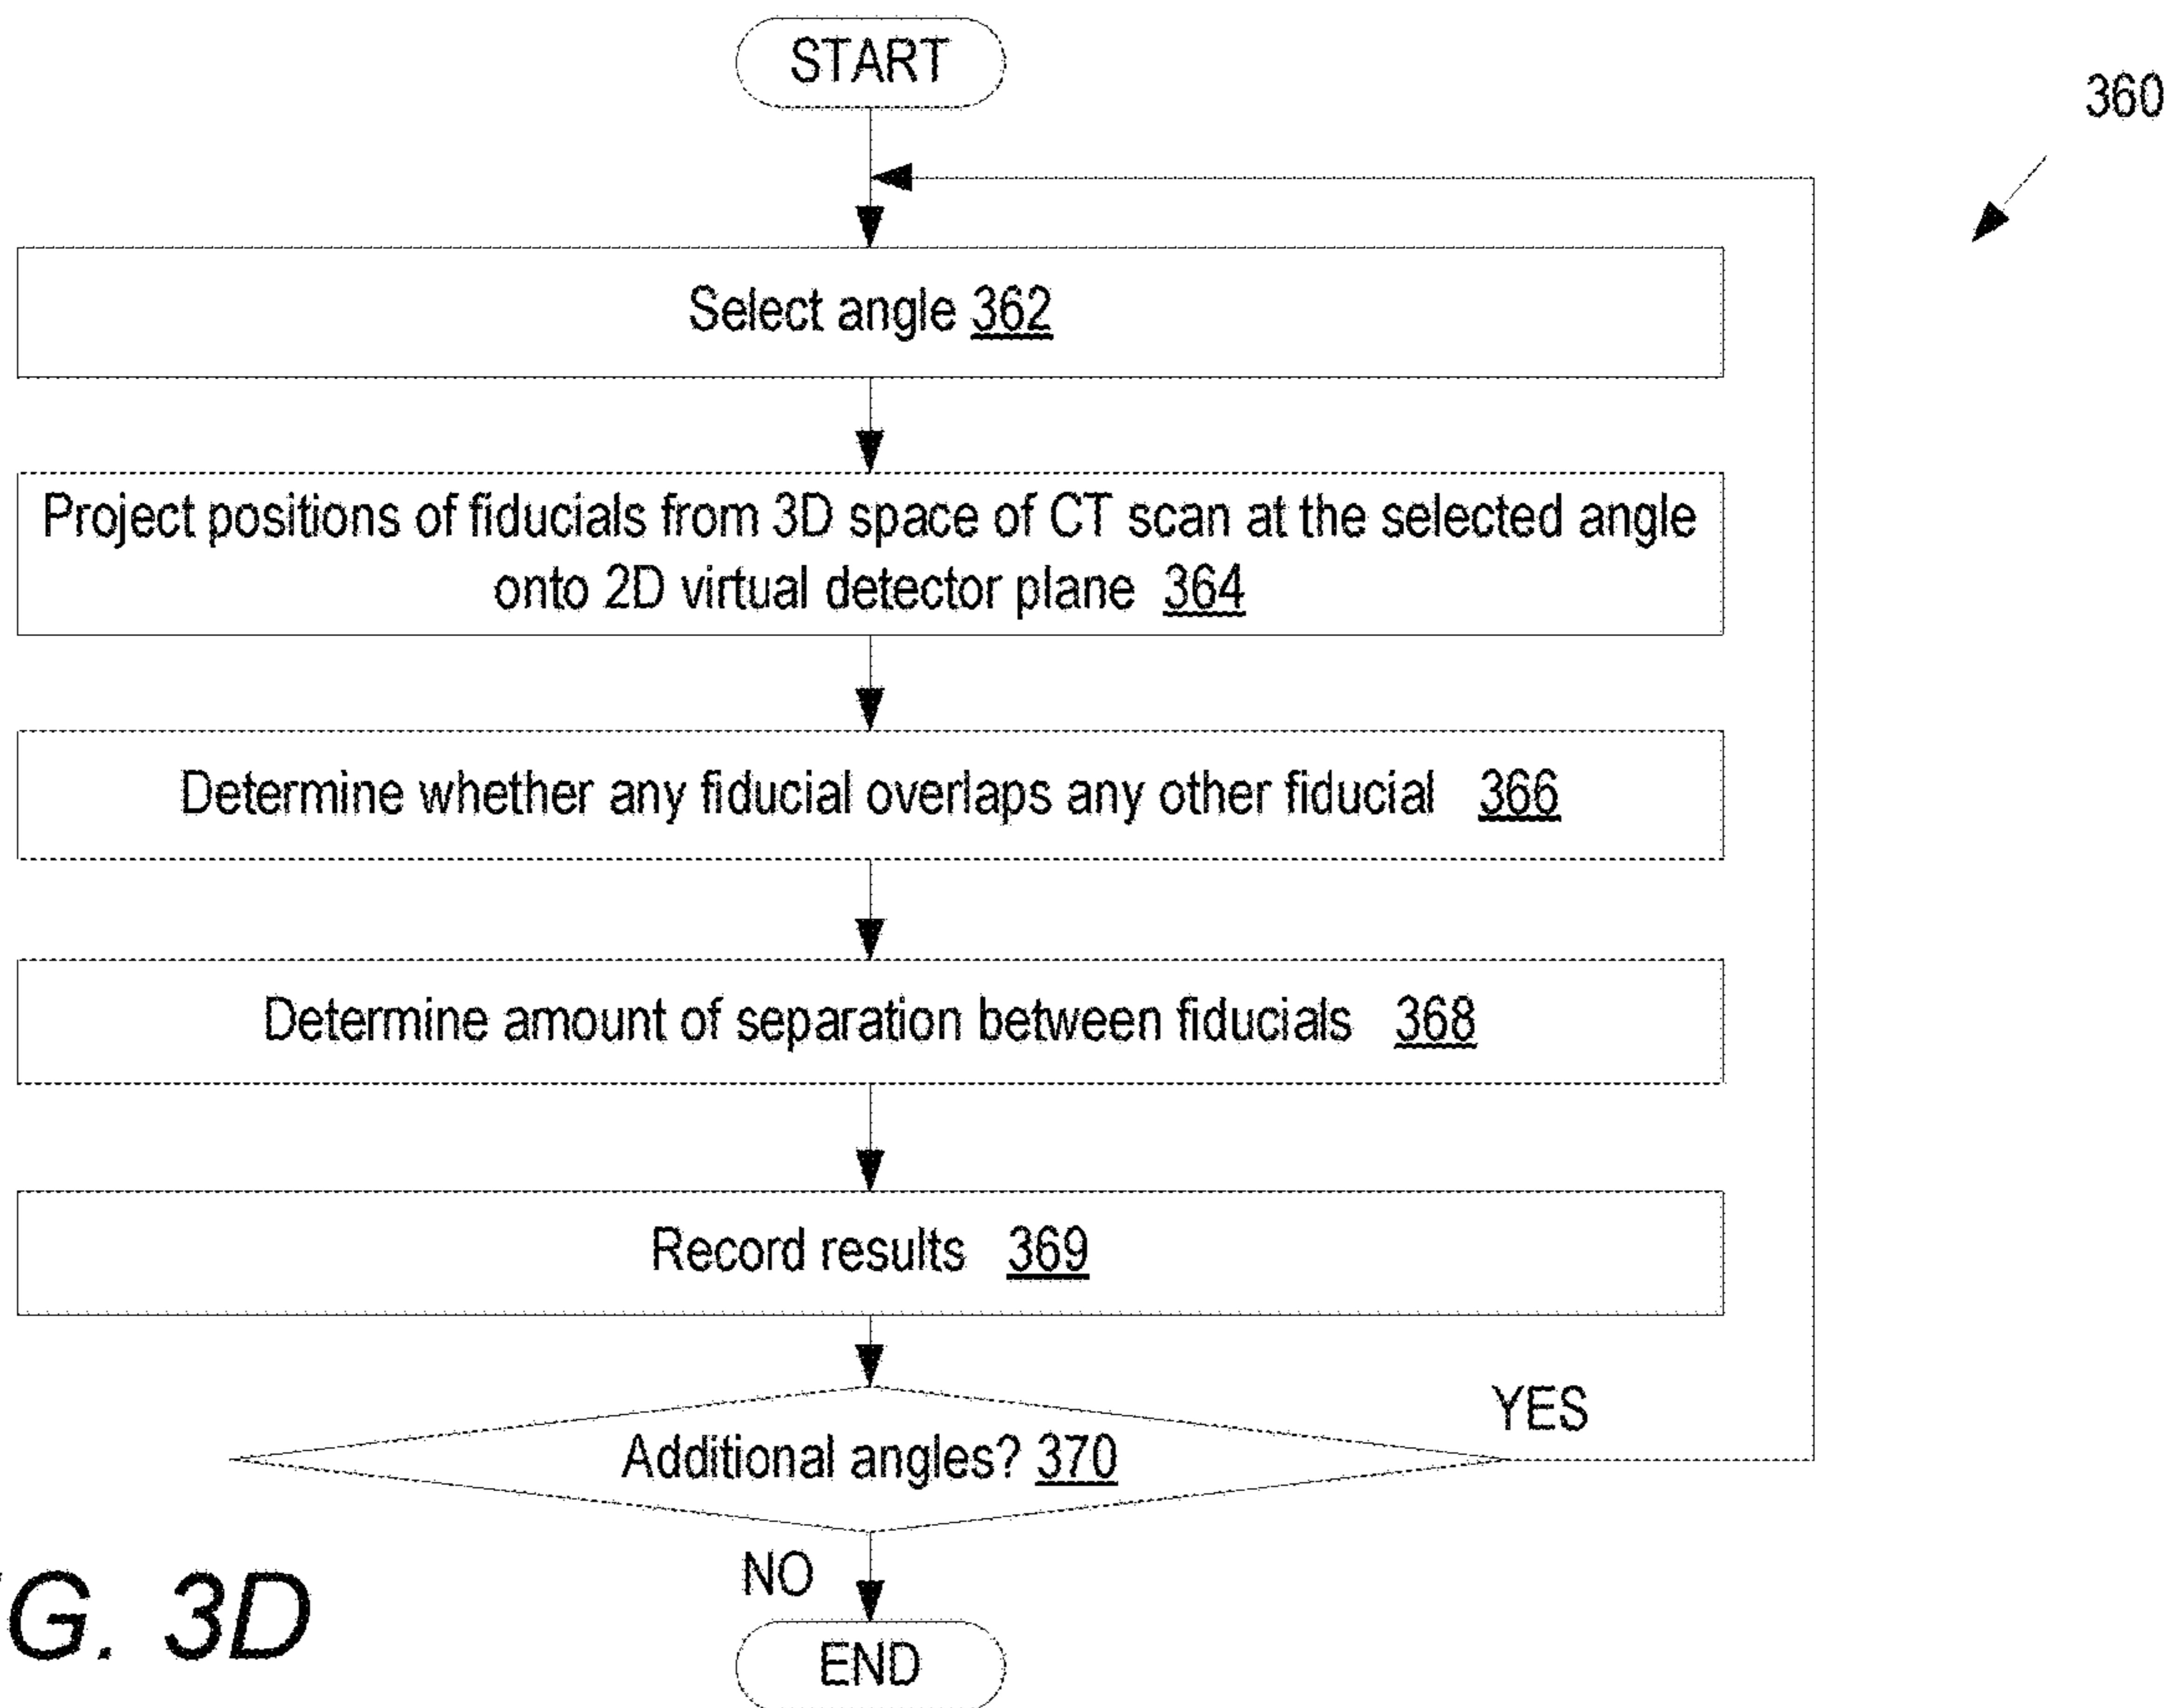 START
360
Select angle 362
Project positions of fiducials from 3D space of CT scan at the selected angle
onto 2D virtual detector plane 364
Determine whether any fiducial overlaps any other fiducial 366
Determine amount of separation between fiducials 368
Record results 369
YES
Additional angles? 370
NO
G. 3D
END